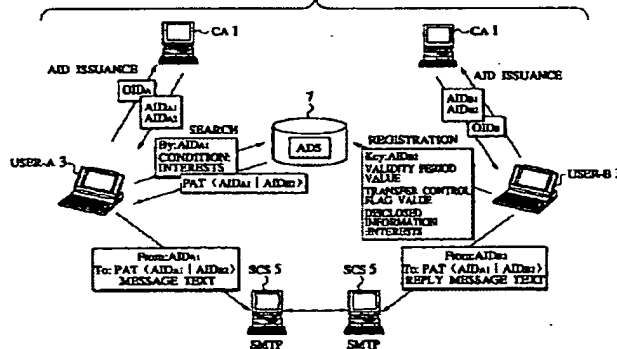 CA 1
CA 1
AID ISSUANCE
AID ISSUANCE
OIDA
AIDA1
AIDA2
AIDB1
AIDB2
OIDB
7
ADS
SEARCH
By:AIDA1
CONDITION:
INTERESTS
PAT (AIDA1 | AIDB2)
REGISTRATION
Key:AIDB2
VALIDITY PERIOD
VALUE
TRANSFER CONTROL
FLAG VALUE
DISCLOSED
INFORMATION
:INTERESTS
USER-A 3
USER-B
From:AIDA1
To: PAT (AIDA1 | AIDB2)
MESSAGE TEXT
From:AIDB2
To: PAT (AIDA1 | AIDB2)
REPLY MESSAGE TEXT
SCS 5
SCS 5
SMTP
SMTP